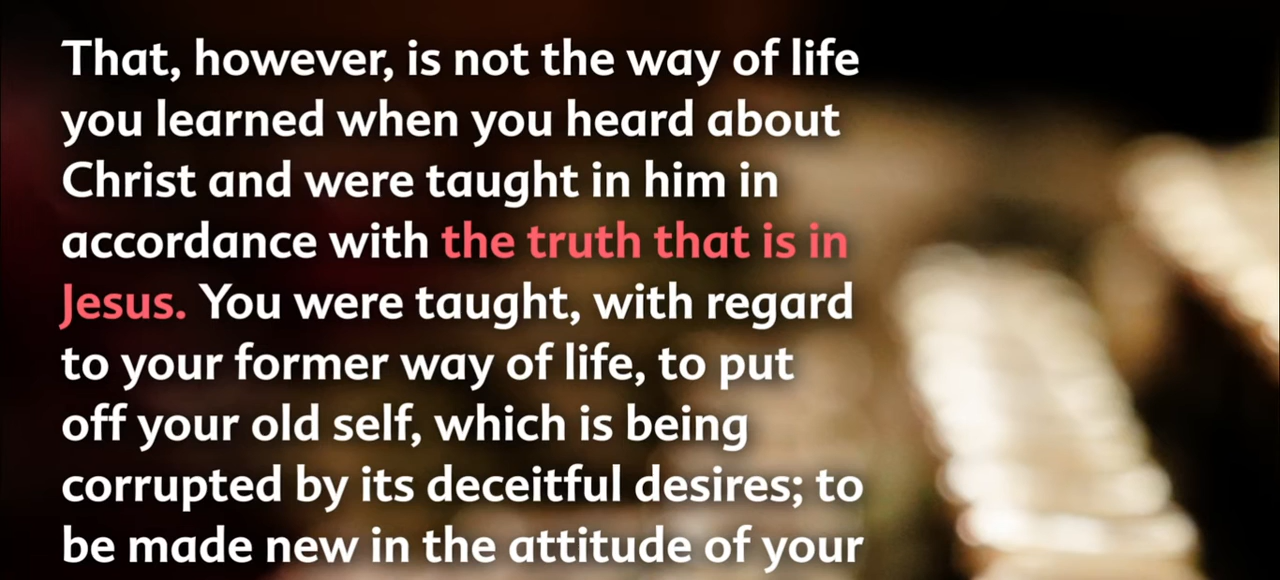 That, however, is not the way of life
you learned when you heard about
Christ and were taught in him in
accordance with the truth that is in
Jesus. You were taught, with regard
to your former way of life, to put
off your old self, which is being
corrupted by its deceitful desires; to
be made new in the attitude of your